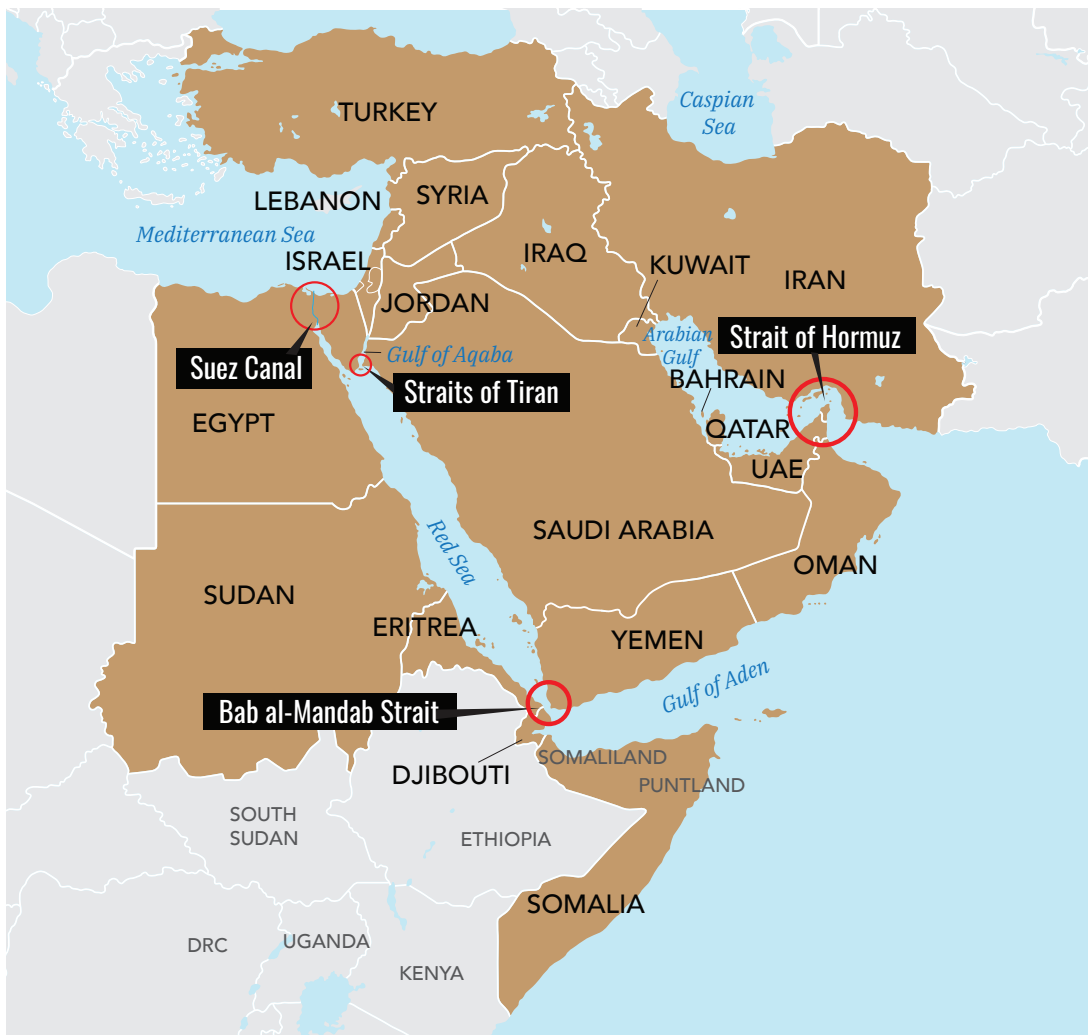 Caspian
Sea
TURKEY
SYRIA
LEBANON
Mediterranean Sea
ISRAEL
IRAQ
KUWAIT
IRAN
JORDAN
Arabian
Gulf
Strait of Hormuz
Suez Canal
Gulf of Aqaba
Straits of Tiran
BAHRAIN
EGYPT
QATAR
UAE
SAUDI ARABIA
Red Sea
OMAN
SUDAN
ERITREA
YEMEN
Gulf of Aden
Bab al-Mandab Strait
SOMALILAND
DJIBOUTI
PUNTLAND
SOUTH
SUDAN
ETHIOPIA
SOMALIA
DRC
UGANDA
KENYA